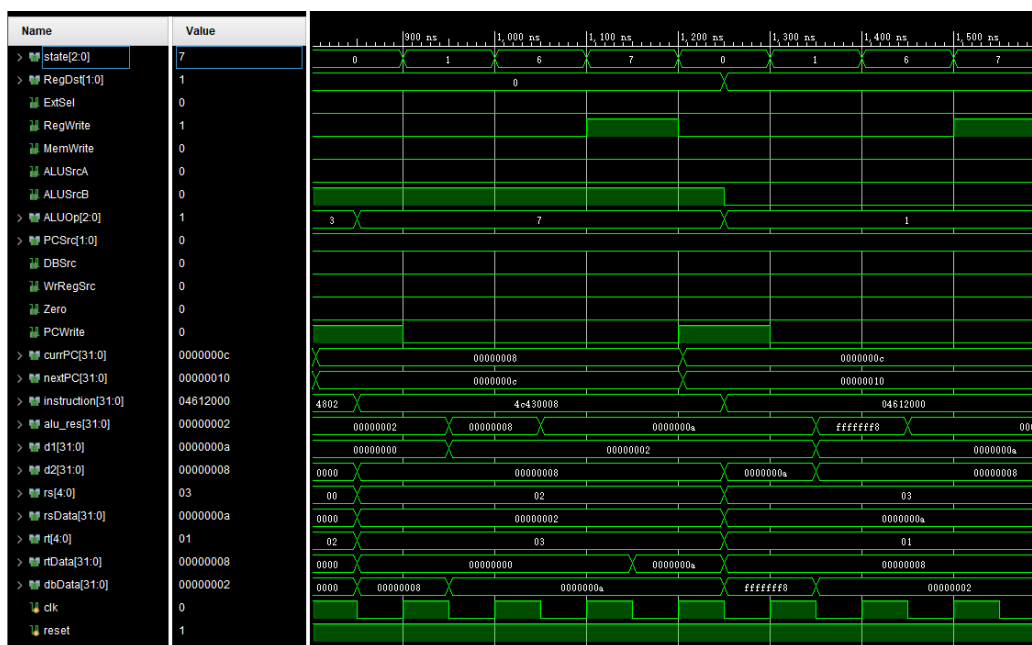 Name Value
900 ns 1,000 ns 1,100 ns 1,200 ns 1,300 ns 1,400 ns 1,500 ns
state[2:0] 7 0 1 6 7 0 1 6 7
RegDst[1:0] 1 0
ExtSel 0
RegWrite 1
MemWrite 0
ALUSrcA 0
ALUSrcB 0
ALUOp[2:0] 1 3 7 1
PCSrc[1:0] 0
DBSrc 0
WrRegSrc 0
Zero 0
PCWrite 0
currPC[31:0] 0000000c 00000008 0000000c
nextPC[31:0] 00000010 0000000c 00000010
instruction[31:0] 04612000 4802 4c430008 04612000
alu_res[31:0] 00000002 00000002 00000008 0000000a fffffff8 00
d1[31:0] 0000000a 00000000 00000002 0000000a
d2[31:0] 00000008 0000 00000008 0000000a 00000008
rs[4:0] 03 00 02 03
rsData[31:0] 0000000a 0000 00000002 0000000a
rt[4:0] 01 02 03 01
rtData[31:0] 00000008 0000 00000000 0000000a 00000008
dbData[31:0] 00000002 0000 00000008 0000000a fffffff8 00000002
clk 0
reset 1